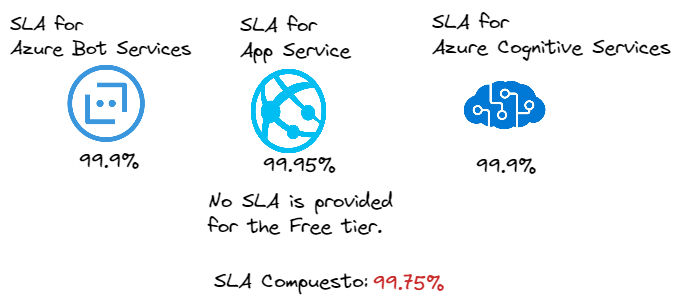 SLA for
Azure Bot Services
SLA for
App Service
SLA for
Azure Cognitive Services
99.9%
99.95%
99.9%
No SLA is provided
for the Free tier.
SLA Compuesto: 99.75%